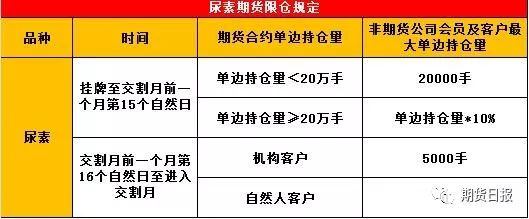 尿素期货限仓规定
品种
时间
期货合约单边持仓量
非期货公司会员及客户最
大单边持仓量
尿素
挂牌至交割月前一
个月第15个自然日
单边持仓量＜20万手
20000手
单边持仓量≥20万手
单边持仓量*10%
交割月前一个月第
16个自然日至进入
交割月
机构客户
5000手
自然人客户
期货日报